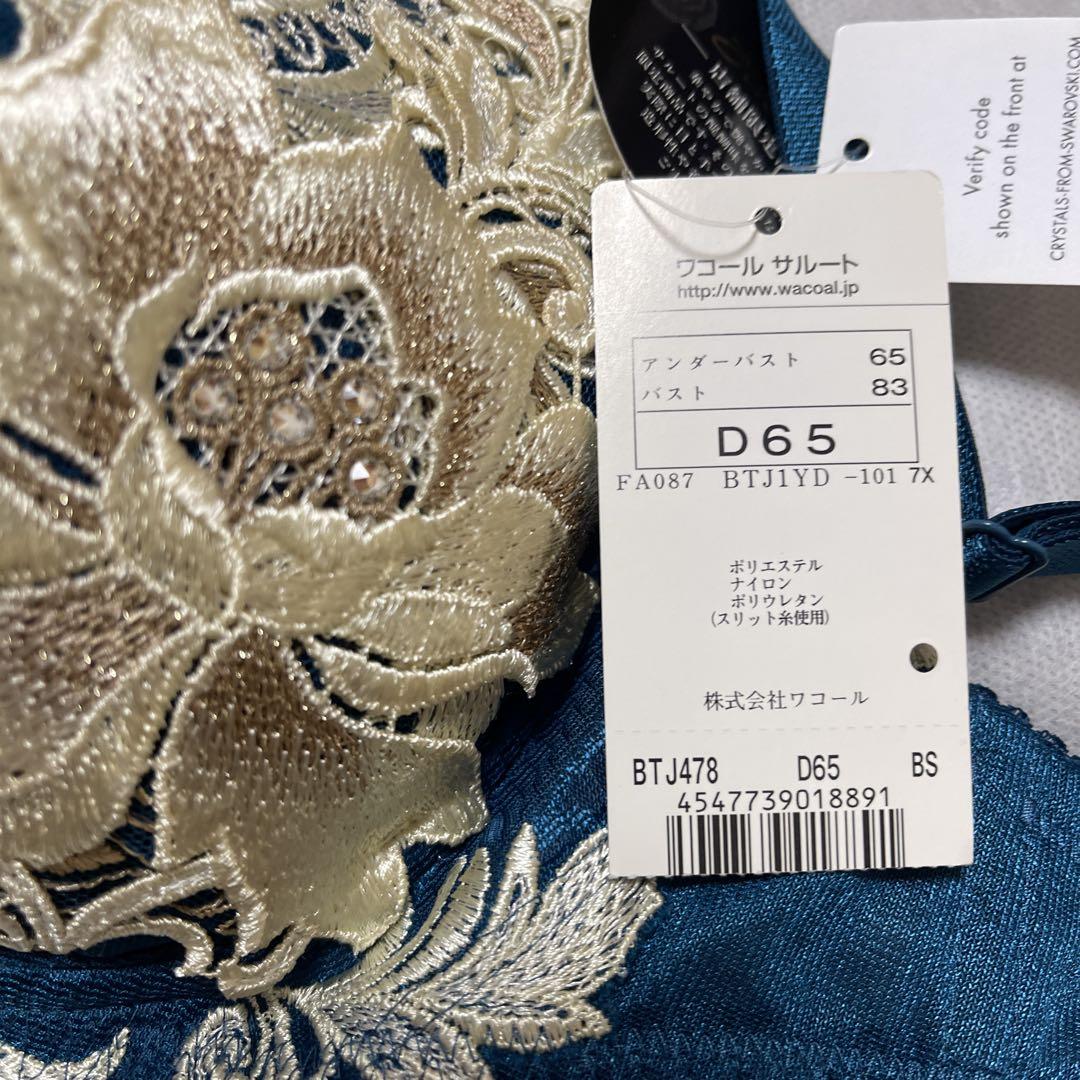 ワコール サルート
http://www.wacoal.jp
アンダーバスト 65
バスト 83
D65
FA087 BTJ1YD -101 7X
ポリエステル
ナイロン
ポリウレタン
(スリット糸使用)
株式会社ワコール
BTJ478 D65 BS
4547739018891
Verify code
shown on the front at
CRYSTALS-FROM-SWAROVSKI.COM